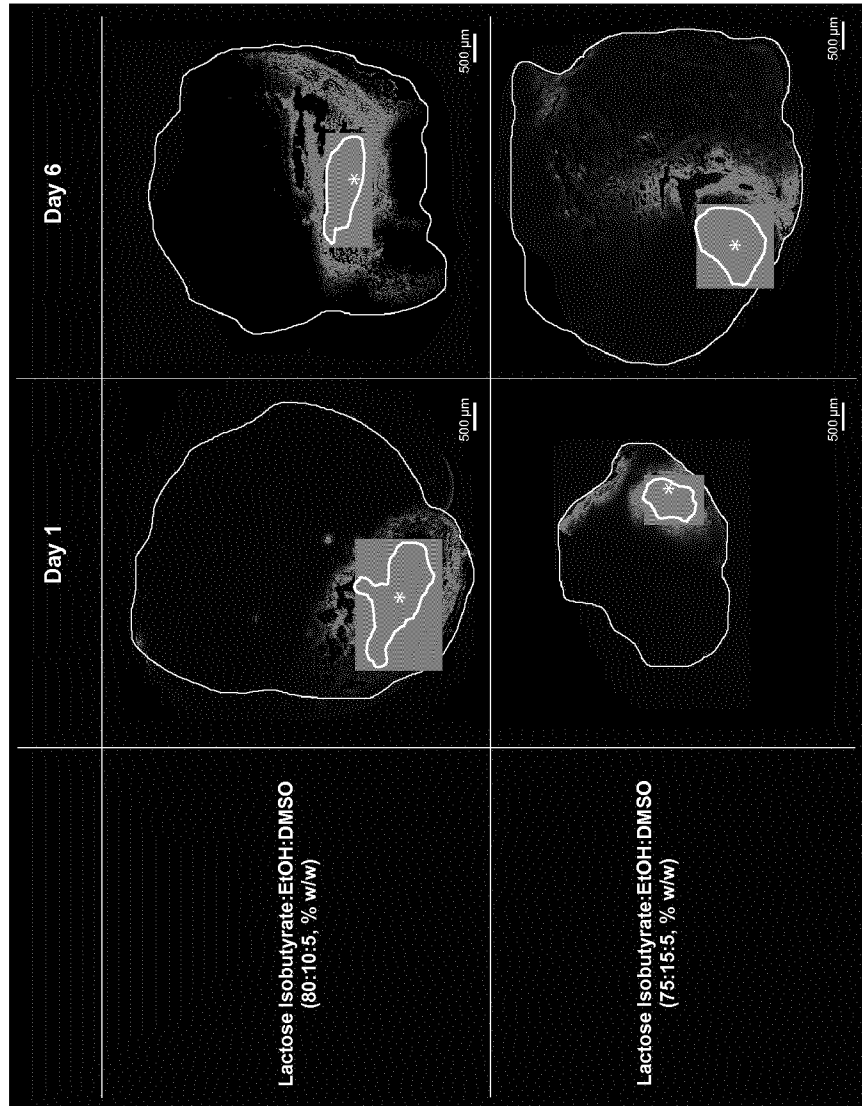 Day 1
Day 6
Lactose Isobutyrate:EtOH:DMSO
(80:10:5, % w/w)
*
500 µm
*
500 µm
Lactose Isobutyrate:EtOH:DMSO
(75:15:5, % w/w)
*
500 µm
*
500 µm